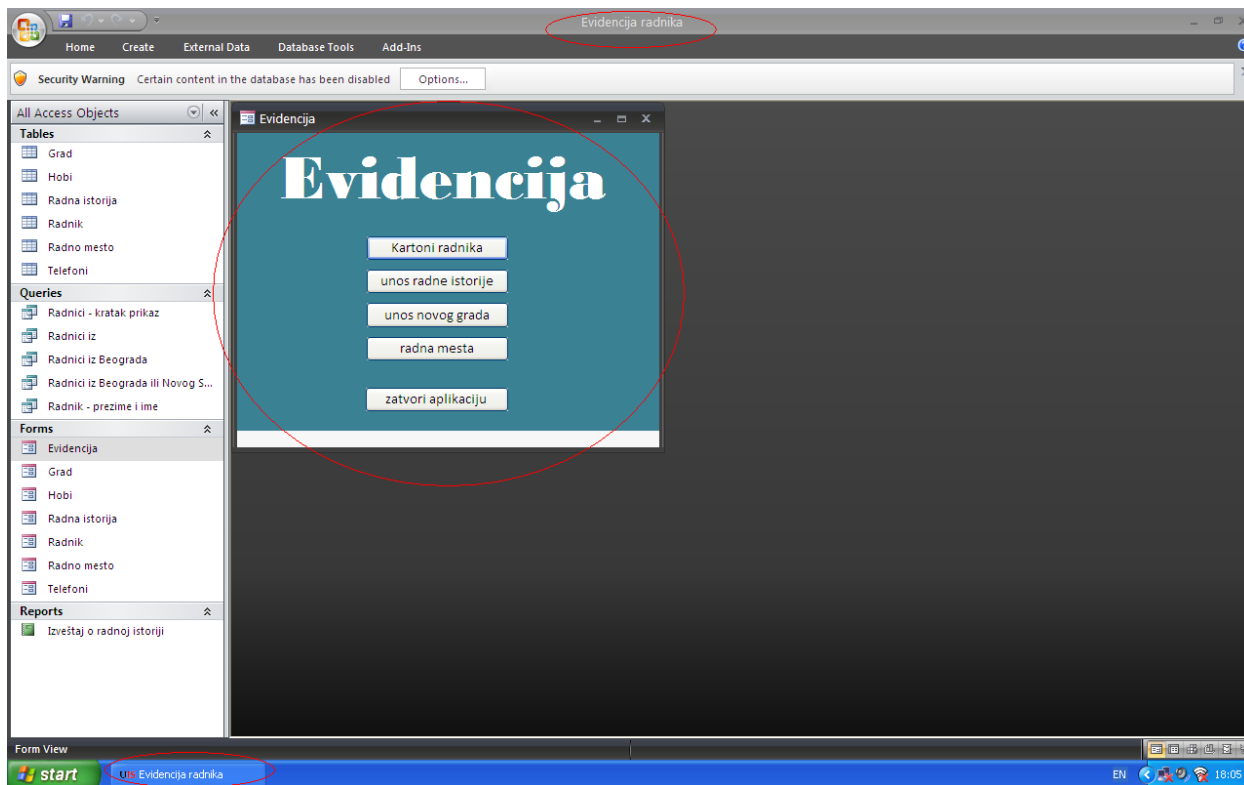 Evidencija radnika
Home Create External Data Database Tools Add-Ins
Security Warning Certain content in the database has been disabled Options...
All Access Objects
Tables
Grad
Hobi
Radna istorija
Radnik
Radno mesto
Telefoni
Queries
Radnici - kratak prikaz
Radnici iz
Radnici iz Beograda
Radnici iz Beograda ili Novog S...
Radnik - prezime i ime
Forms
Evidencija
Grad
Hobi
Radna istorija
Radnik
Radno mesto
Telefoni
Reports
Izveštaj o radnoj istoriji
Evidencija
Evidencija
Kartoni radnika
unos radne istorije
unos novog grada
radna mesta
zatvori aplikaciju
Form View
start
Evidencija radnika
EN
18:05